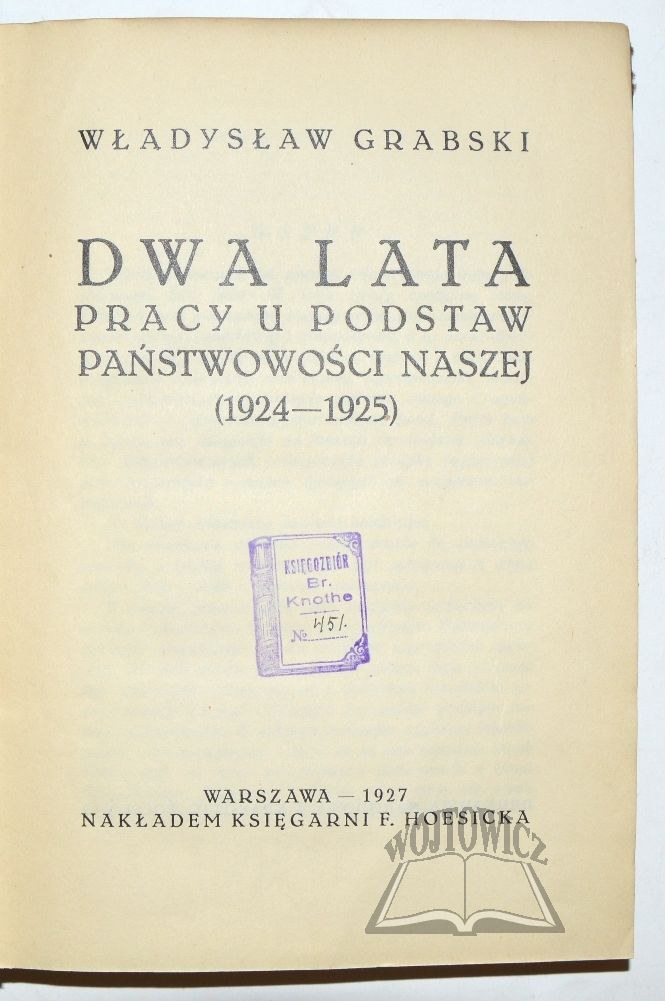 WŁADYSŁAW GRABSKI
DWA LATA
PRACY U PODSTAW
PAŃSTWOWOŚCI NASZEJ
(1924—1925)
KSIĘGOZBIÓR
Br.
Knothe
№ 451.
WARSZAWA — 1927
NAKŁADEM KSIĘGARNI F. HOESICKA
WÓJTOWICZ